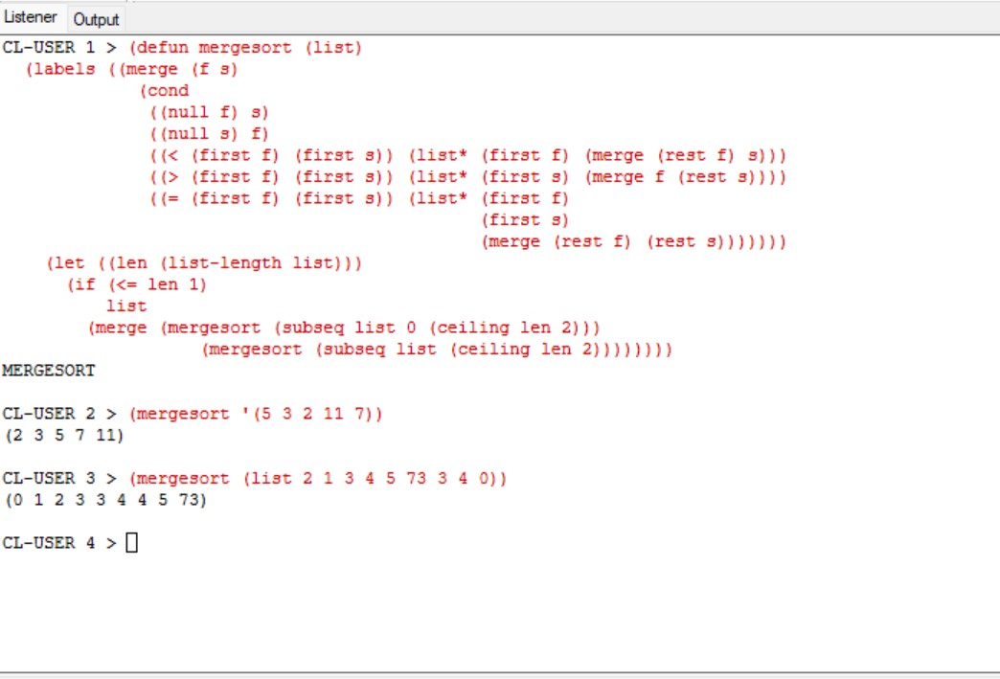 Listener Output
CL-USER 1 > (defun mergesort (list)
(labels ((merge (f s)
(cond
((null f) s)
((null s) f)
((< (first f) (first s)) (list* (first f) (merge (rest f) s)))
((> (first f) (first s)) (list* (first s) (merge f (rest s))))
((= (first f) (first s)) (list* (first f)
(first s)
(merge (rest f) (rest s)))))))
(let ((len (list-length list)))
(if (<= len 1)
list
(merge (mergesort (subseq list 0 (ceiling len 2)))
(mergesort (subseq list (ceiling len 2))))))))
MERGESORT
CL-USER 2 > (mergesort '(5 3 2 11 7))
(2 3 5 7 11)
CL-USER 3 > (mergesort (list 2 1 3 4 5 73 3 4 0))
(0 1 2 3 3 4 4 5 73)
CL-USER 4 >